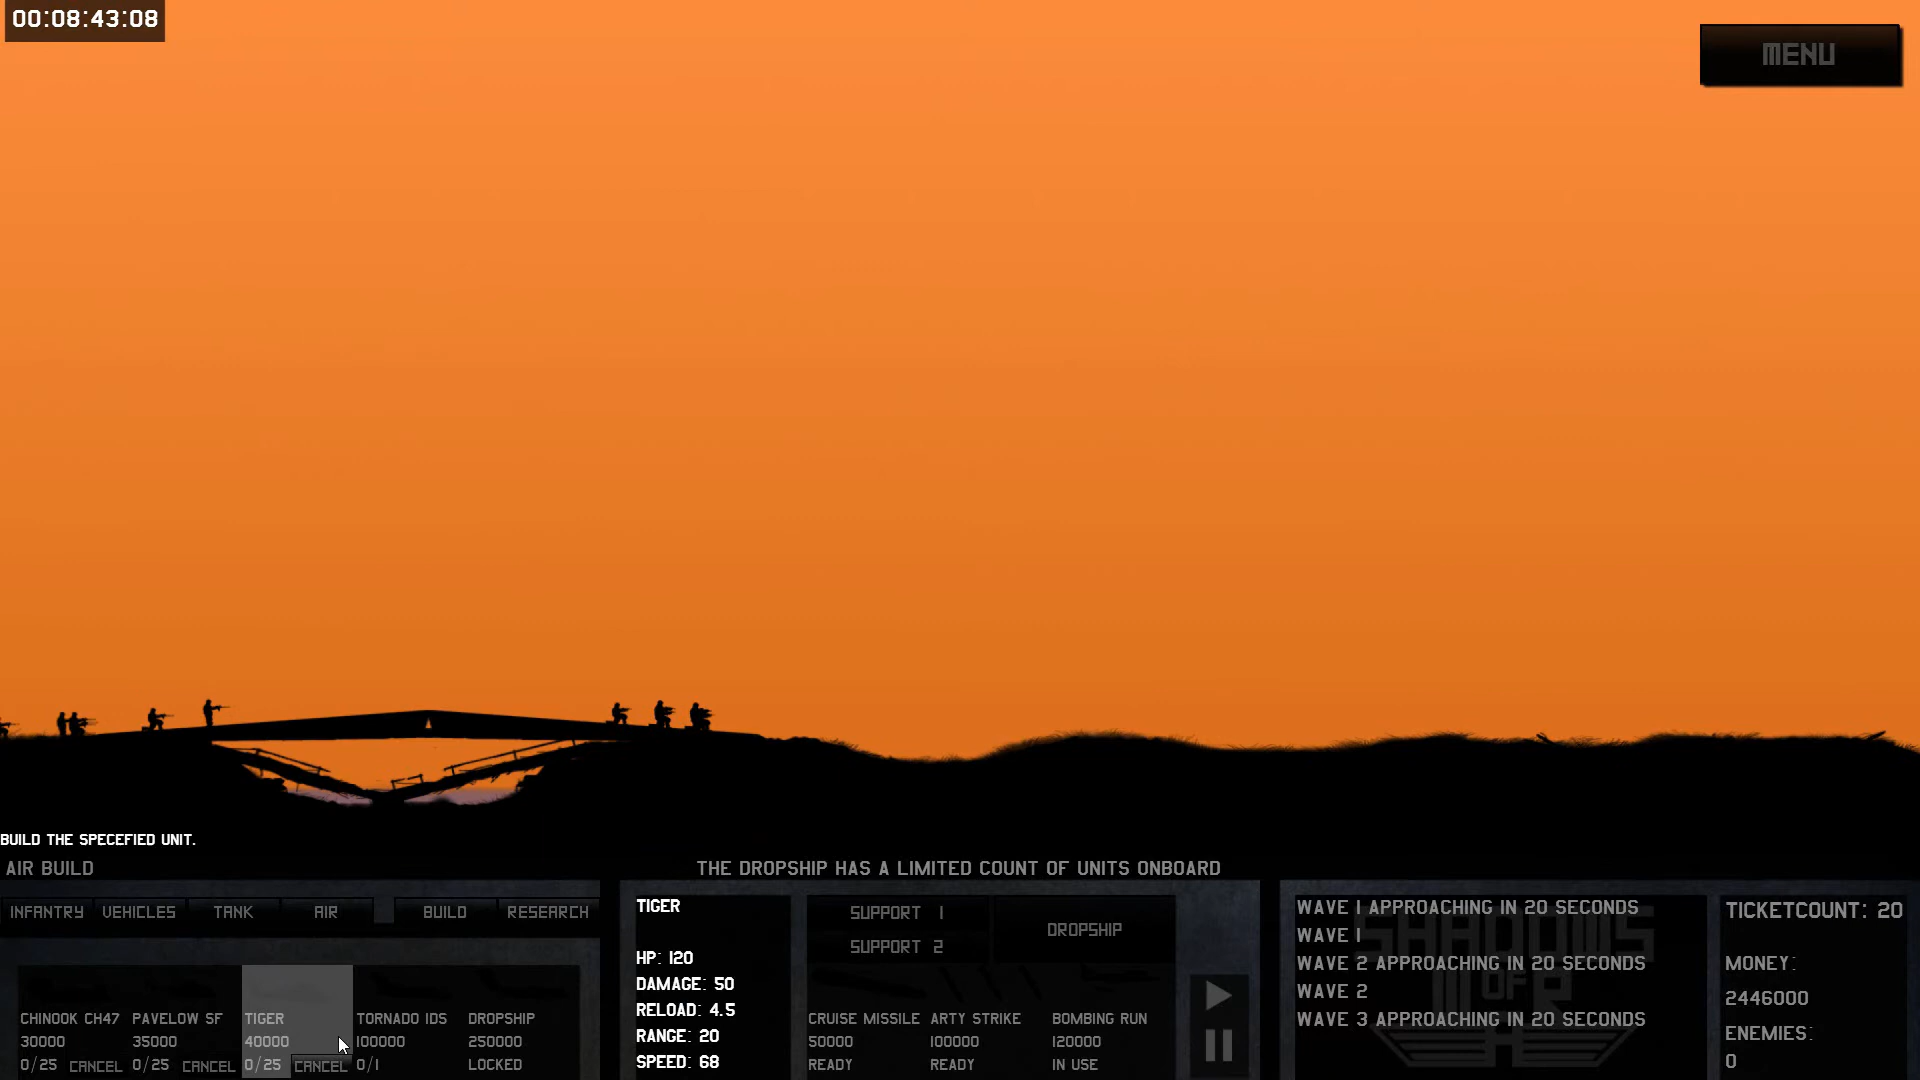 00:08:43:08
MENU
BUILD THE SPECEFIED UNIT.
AIR BUILD
THE DROPSHIP HAS A LIMITED COUNT OF UNITS ONBOARD
INFANTRY VEHICLES TANK AIR BUILD RESEARCH
CHINOOK CH47
30000
0/25 CANCEL
PAVELOW SF
35000
0/25 CANCEL
TIGER
40000
0/25 CANCEL
TORNADO IDS
100000
0/1
DROPSHIP
250000
LOCKED
TIGER
HP: 120
DAMAGE: 50
RELOAD: 4.5
RANGE: 20
SPEED: 68
SUPPORT 1
SUPPORT 2
DROPSHIP
CRUISE MISSILE
50000
READY
ARTY STRIKE
100000
READY
BOMBING RUN
120000
IN USE
SHADOWS
OF
WAVE 1 APPROACHING IN 20 SECONDS
WAVE 1
WAVE 2 APPROACHING IN 20 SECONDS
WAVE 2
WAVE 3 APPROACHING IN 20 SECONDS
TICKETCOUNT: 20
MONEY:
2446000
ENEMIES:
0